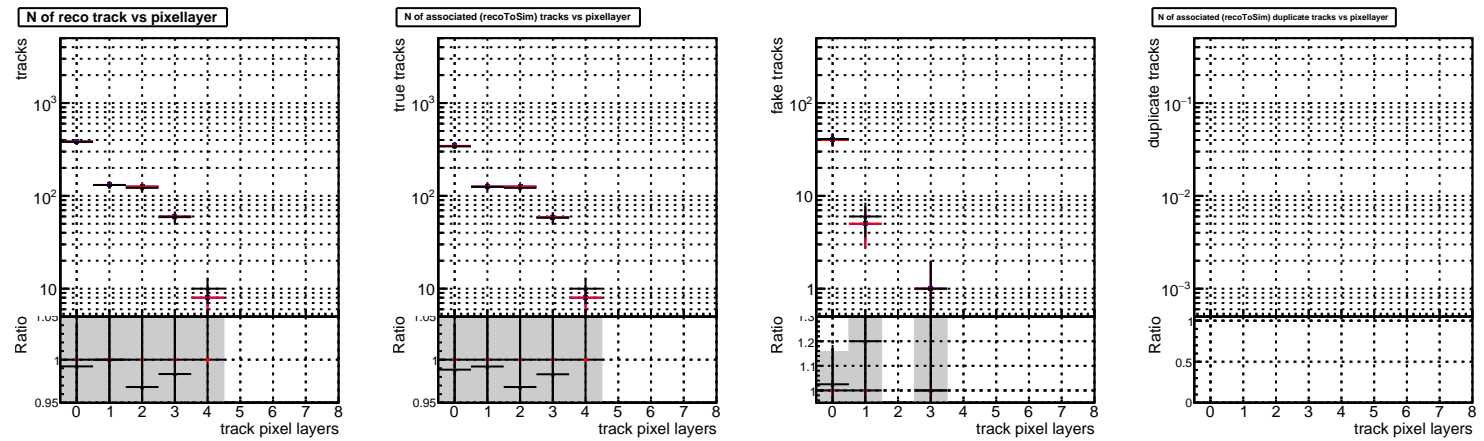 N of reco track vs pixellayer
tracks
10³
10²
10
Ratio
1.05
1
0.95
0 1 2 3 4 5 6 7 8
track pixel layers
N of associated (recoToSim) tracks vs pixellayer
true tracks
10³
10²
10
Ratio
1.05
1
0.95
0 1 2 3 4 5 6 7 8
track pixel layers
fake tracks
10²
10
1
Ratio
1.3
1.2
1.1
1
0 1 2 3 4 5 6 7 8
track pixel layers
N of associated (recoToSim) duplicate tracks vs pixellayer
duplicate tracks
10⁻¹
10⁻²
10⁻³
Ratio
1
0.5
0
0 1 2 3 4 5 6 7 8
track pixel layers